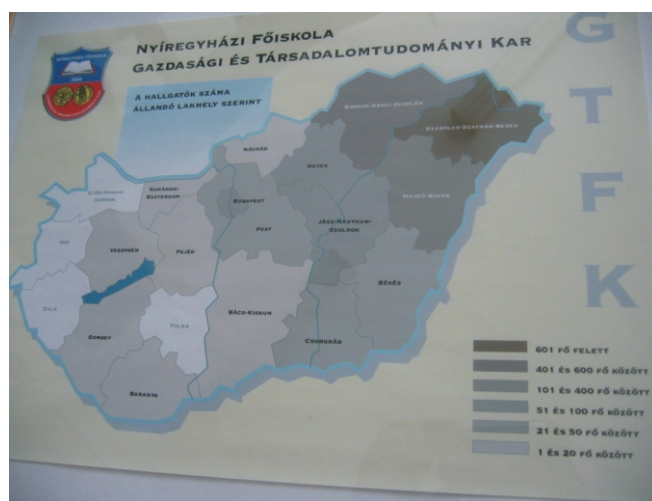 NYÍREGYHÁZI FŐISKOLA
GAZDASÁGI ÉS TÁRSADALOMTUDOMÁNYI KAR
G
T
F
K
A HALLGATÓK SZÁMA
ÁLLANDÓ LAKHELY SZERINT
BORSOD-ABAÚJ-ZEMPLÉN
SZABOLCS-SZATMÁR-BEREG
NÓGRÁD
HEVES
HAJDÚ-BIHAR
GYŐR-MOSON-
SOPRON
KOMÁROM-
ESZTERGOM
BUDAPEST
PEST
JÁSZ-NAGYKUN-
SZOLNOK
VAS
VESZPRÉM
FEJÉR
BÉKÉS
ZALA
SOMOGY
TOLNA
BÁCS-KISKUN
CSONGRÁD
BARANYA
601 FŐ FELETT
401 ÉS 600 FŐ KÖZÖTT
101 ÉS 400 FŐ KÖZÖTT
51 ÉS 100 FŐ KÖZÖTT
21 ÉS 50 FŐ KÖZÖTT
1 ÉS 20 FŐ KÖZÖTT